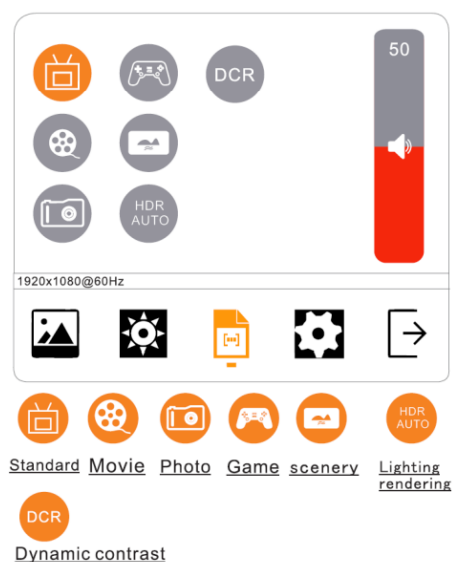 50
DCR
HDR
AUTO
1920x1080@60Hz
HDR
AUTO
Standard Movie Photo Game scenery Lighting
rendering
DCR
Dynamic contrast